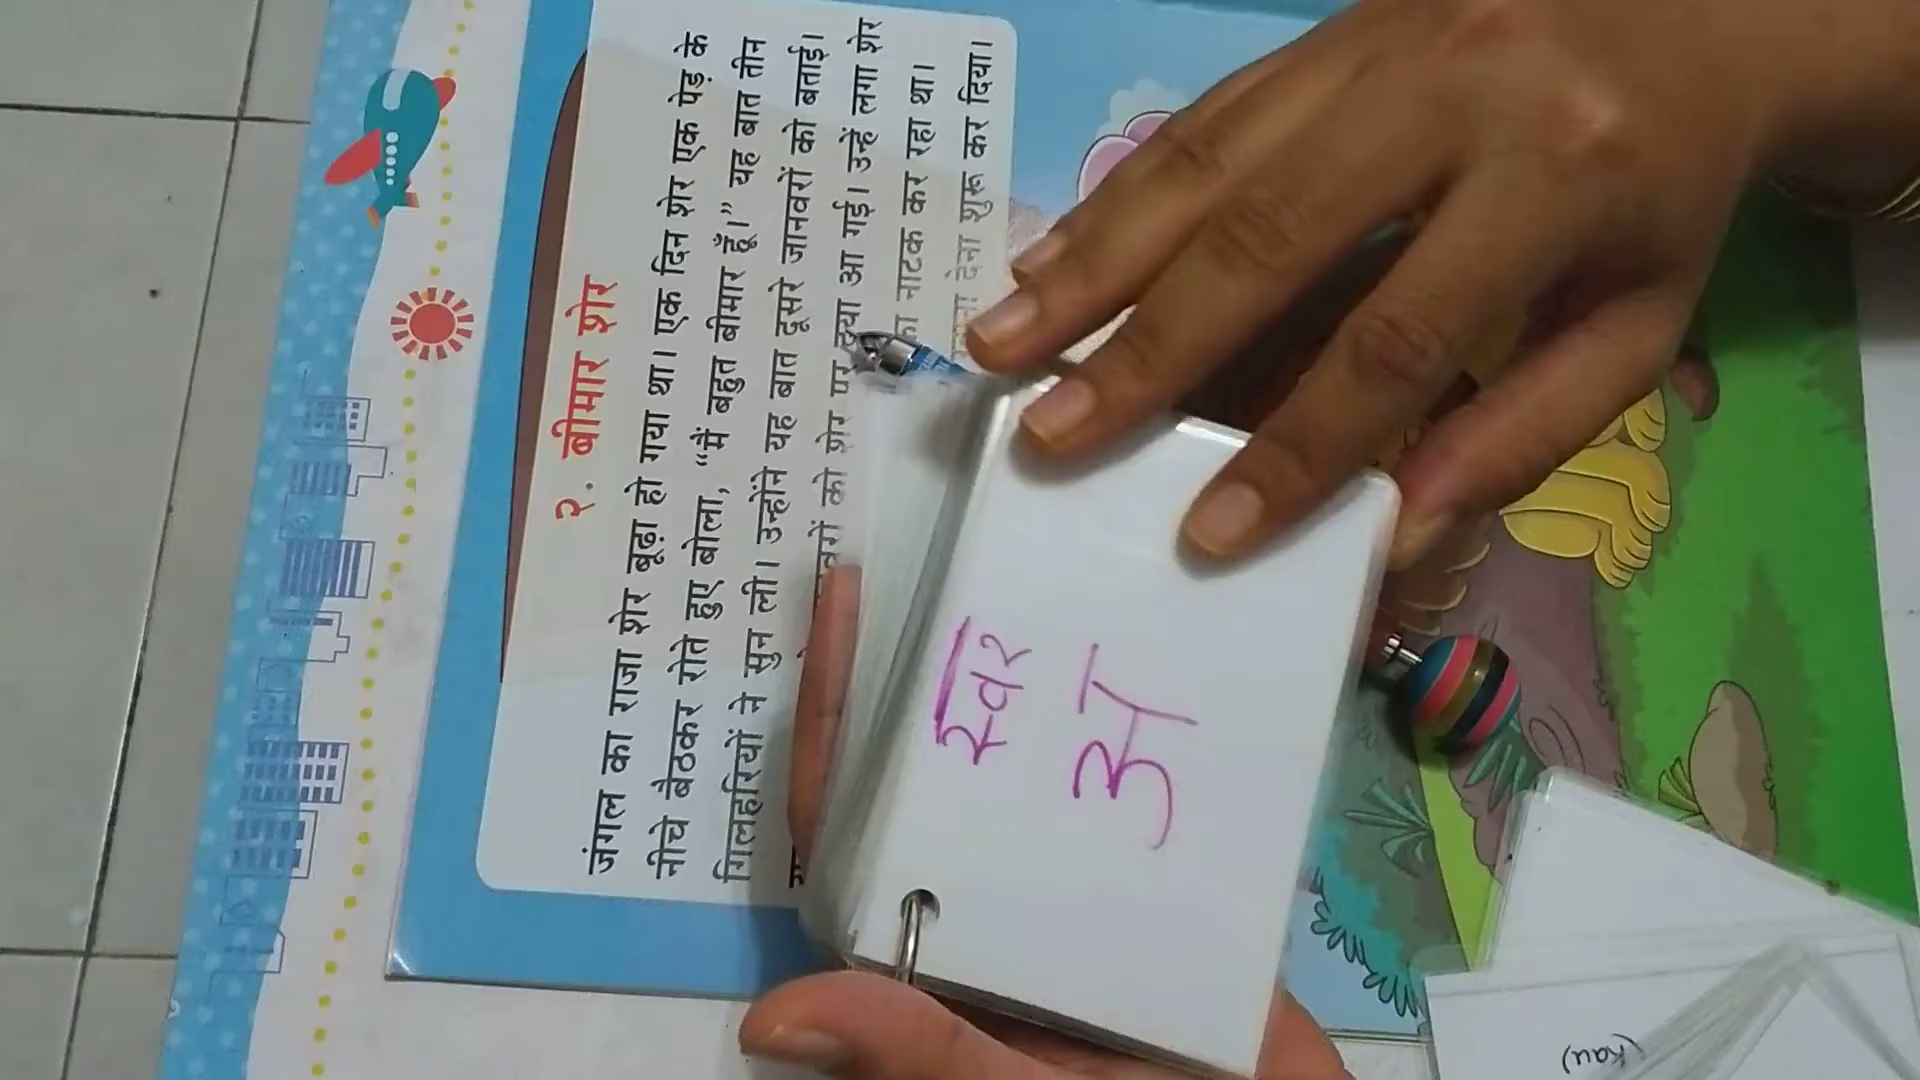 २. बीमार शेर
जंगल का राजा शेर बूढ़ा हो गया था। एक दिन शेर एक पेड़ के
नीचे बैठकर रोते हुए बोला, “मैं बहुत बीमार हूँ।” यह बात तीन
गिलहरियों ने सुन ली। उन्होंने यह बात दूसरे जानवरों को बताई।
को शेर पर दया आ गई। उन्हें लगा शेर
नाटक कर रहा था।
देना शुरू कर दिया।
स्वर
अ
(kau)